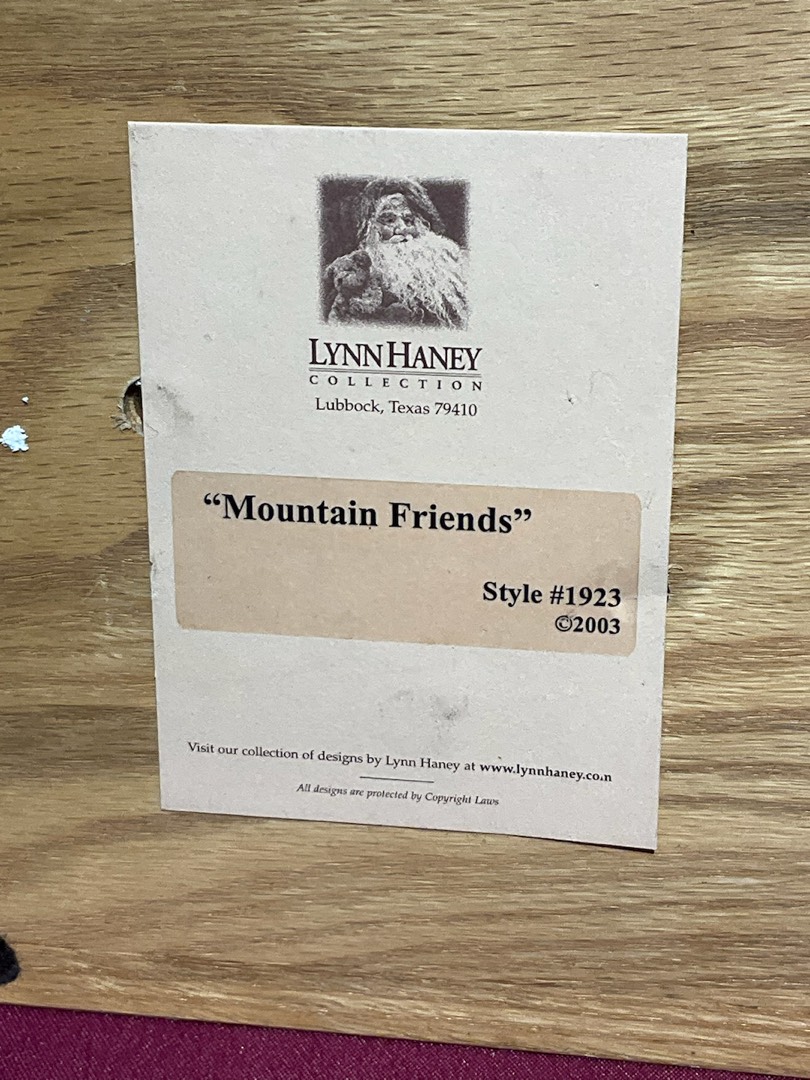 LYNN HANEY
COLLECTION
Lubbock, Texas 79410
“Mountain Friends”
Style #1923
©2003
Visit our collection of designs by Lynn Haney at www.lynnhaney.com
All designs are protected by Copyright Laws